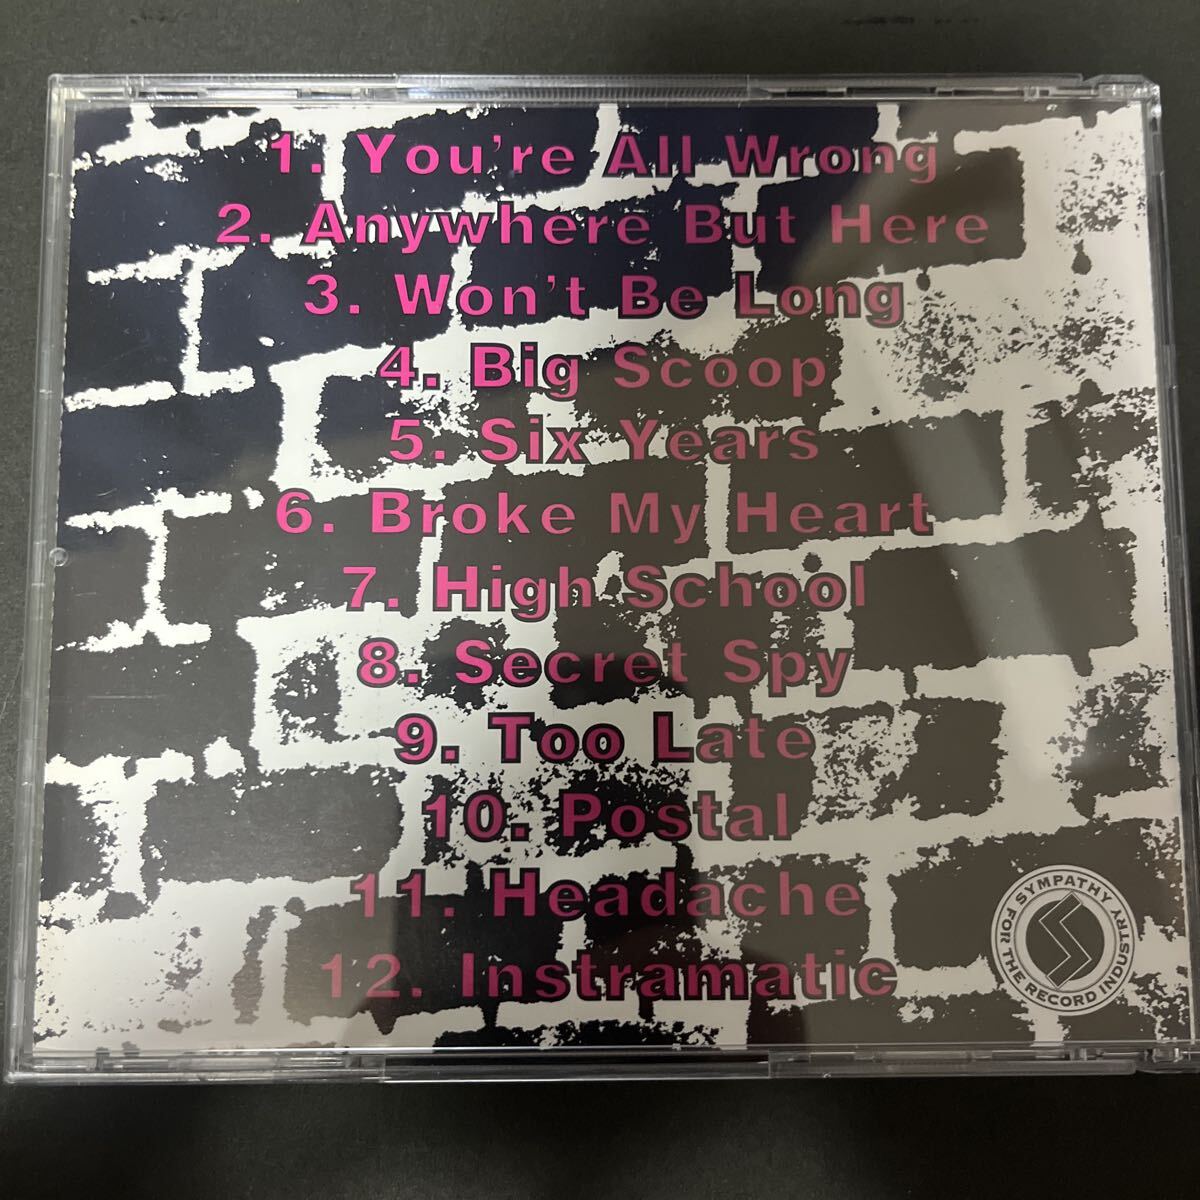 1. You're All Wrong
2. Anywhere But Here
3. Won't Be Long
4. Big Scoop
5. Six Years
6. Broke My Heart
7. High School
8. Secret Spy
9. Too Late
10. Postal
11. Headache
12. Instramatic
SYMPATHY FOR THE RECORD INDUSTRY